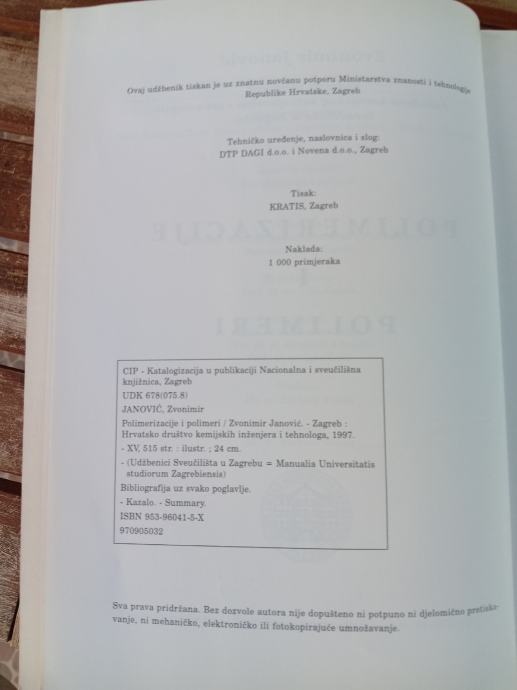 Ovaj udžbenik tiskan je uz znatnu novčanu potporu Ministarstva znanosti i tehnologije
Republike Hrvatske, Zagreb
Tehničko uređenje, naslovnica i slog:
DTP DAGI d.o.o. i Novena d.o.o., Zagreb
Tisak:
KRATIS, Zagreb
Naklada:
1 000 primjeraka
CIP - Katalogizacija u publikaciji Nacionalna i sveučilišna
knjižnica, Zagreb
UDK 678(075.8)
JANOVIĆ, Zvonimir
Polimerizacije i polimeri / Zvonimir Janović. - Zagreb :
Hrvatsko društvo kemijskih inženjera i tehnologa, 1997.
- XV, 515 str. : ilustr. ; 24 cm.
- (Udžbenici Sveučilišta u Zagrebu = Manualia Universitatis
studiorum Zagrebiensis)
Bibliografija uz svako poglavlje.
- Kazalo. - Summary.
ISBN 953-96041-5-X
970905032
Sva prava pridržana. Bez dozvole autora nije dopušteno ni potpuno ni djelomično pretiska-
vanje, ni mehaničko, elektroničko ili fotokopirajuće umnožavanje.